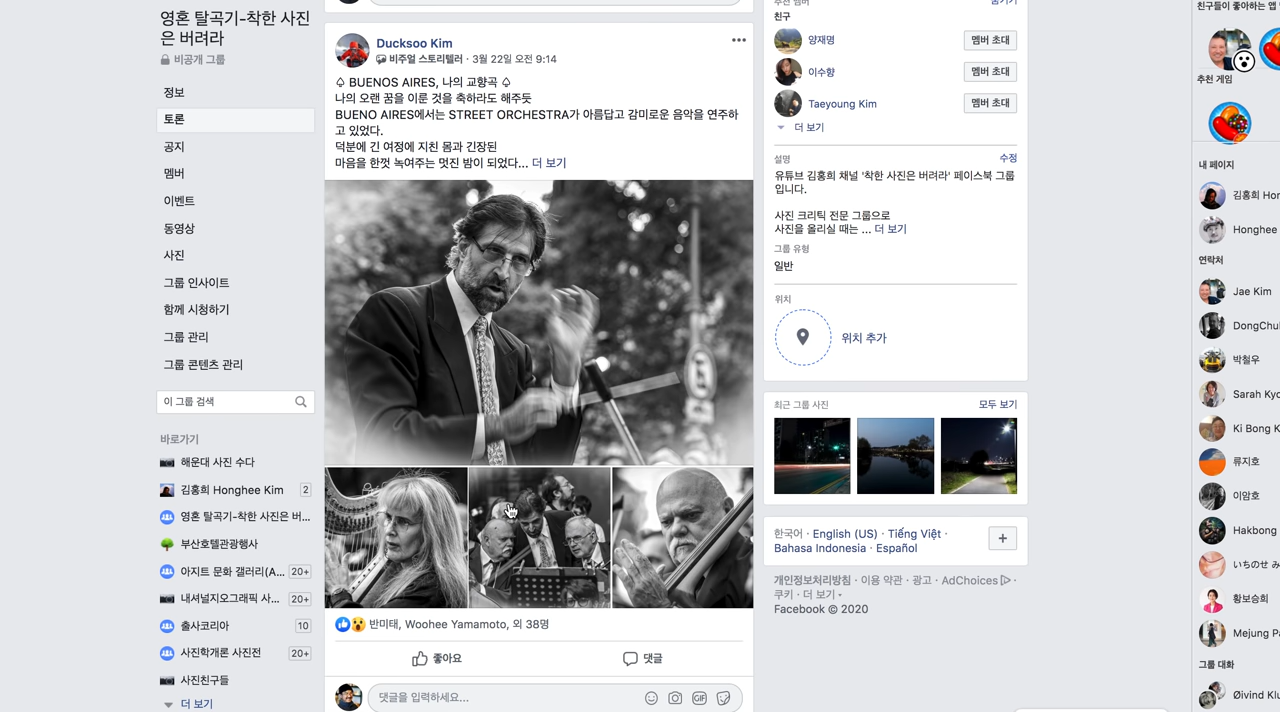 영혼 탈곡기-착한 사진
은 버려라
비공개 그룹
정보
토론
공지
멤버
이벤트
동영상
사진
그룹 인사이트
함께 시청하기
그룹 관리
그룹 콘텐츠 관리
이 그룹 검색
바로가기
해운대 사진 수다
김홍희 Honghee Kim 2
영혼 탈곡기-착한 사진은 버...
부산호텔관광행사
아지트 문화 갤러리(A... 20+
내셔널지오그래픽 사... 20+
출사코리아 10
사진학개론 사진전 20+
사진친구들
더 보기
Ducksoo Kim
비주얼 스토리텔러 · 3월 22일 오전 9:14
♤ BUENOS AIRES, 나의 교향곡 ♤
나의 오랜 꿈을 이룬 것을 축하라도 해주듯
BUENO AIRES에서는 STREET ORCHESTRA가 아름답고 감미로운 음악을 연주하
고 있었다.
덕분에 긴 여정에 지친 몸과 긴장된
마음을 한껏 녹여주는 멋진 밤이 되었다... 더 보기
반미태, Woohee Yamamoto, 외 38명
좋아요
댓글
댓글을 입력하세요...
GIF
추천 멤버
숨기기
친구
양재명
멤버 초대
이수향
멤버 초대
Taeyoung Kim
멤버 초대
더 보기
설명
수정
유튜브 김홍희 채널 '착한 사진은 버려라' 페이스북 그룹
입니다.
사진 크리틱 전문 그룹으로
사진을 올리실 때는 ... 더 보기
그룹 유형
일반
위치
위치 추가
최근 그룹 사진
모두 보기
한국어 · English (US) · Tiếng Việt ·
Bahasa Indonesia · Español
개인정보처리방침 · 이용 약관 · 광고 · AdChoices ·
쿠키 · 더 보기
Facebook © 2020
친구들이 좋아하는 앱
추천 게임
내 페이지
김홍희 Hon
Honghee
연락처
Jae Kim
DongChul
박철우
Sarah Kyo
Ki Bong K
류지호
이암호
Hakbong
いちのせ み
황보승희
Mejung Pa
그룹 대화
Øivind Klu